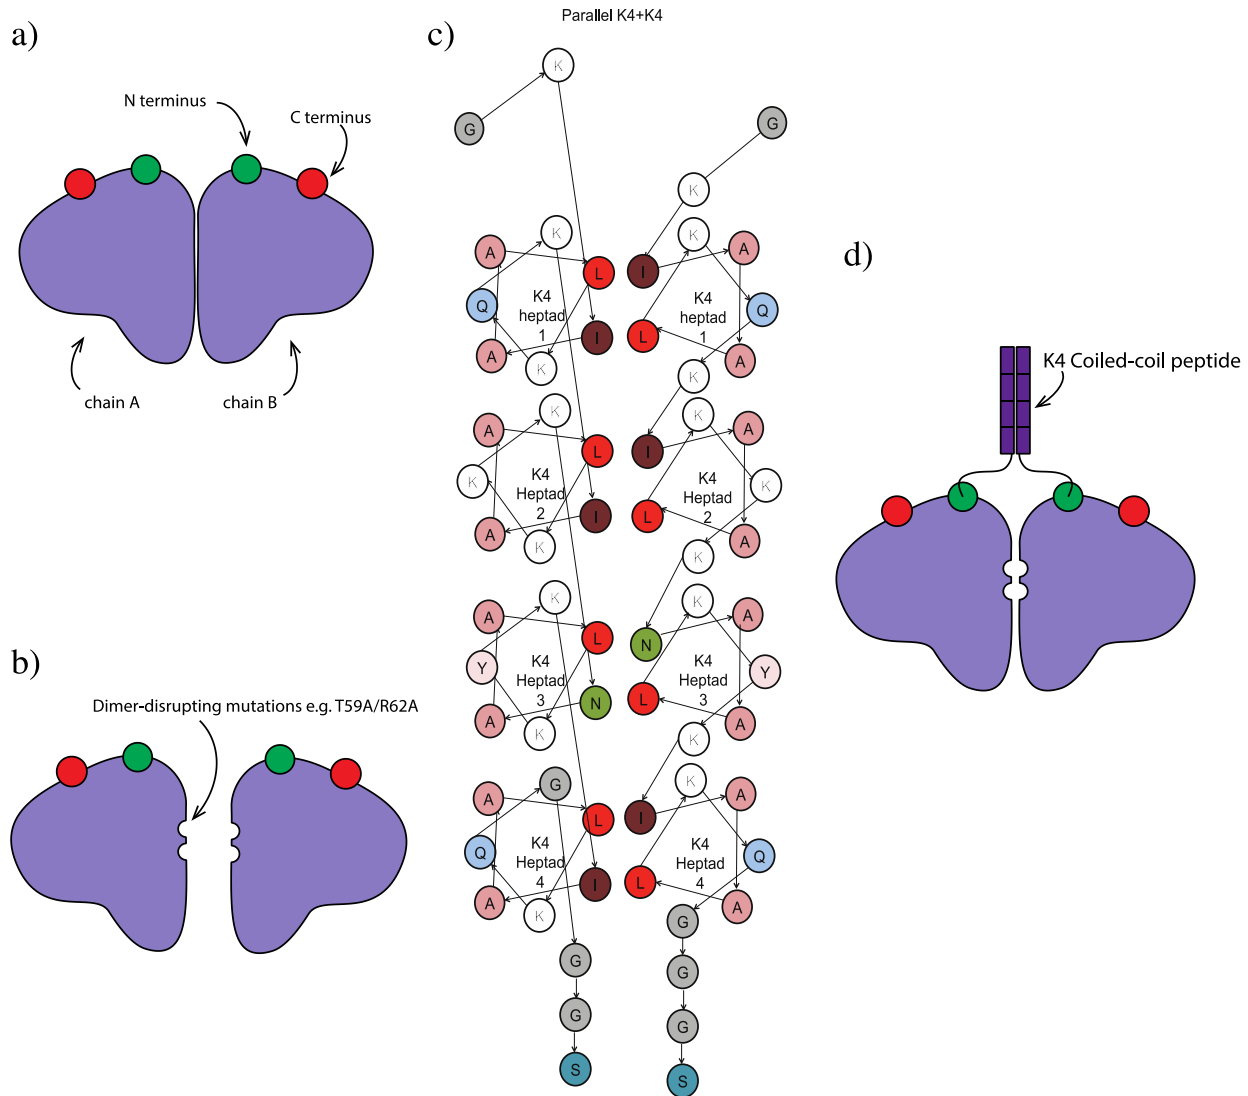 a)
N terminus
C terminus
chain A
chain B
b)
Dimer-disrupting mutations e.g. T59A/R62A
c)
Parallel K4+K4
K
G
G
K
K
K
A
A
L
I
Q
K4
heptad
1
K4
heptad
1
Q
I
L
A
A
K
K
K
K
A
A
L
I
K
K4
Heptad
2
K4
Heptad
2
K
I
L
A
A
K
K
K
K
A
A
L
N
Y
K4
Heptad
3
K4
Heptad
3
Y
N
L
A
A
K
K
G
K
A
A
L
I
Q
K4
Heptad
4
K4
Heptad
4
Q
I
L
A
A
K
G
G
G
G
G
S
S
d)
K4 Coiled-coil peptide